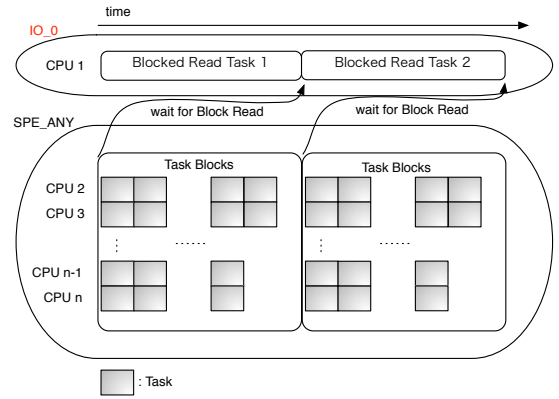 time
IO_0
CPU 1
Blocked Read Task 1
Blocked Read Task 2
wait for Block Read
wait for Block Read
SPE_ANY
Task Blocks
Task Blocks
CPU 2
CPU 3
⋮ ...... ⋮ ......
CPU n-1
CPU n
: Task